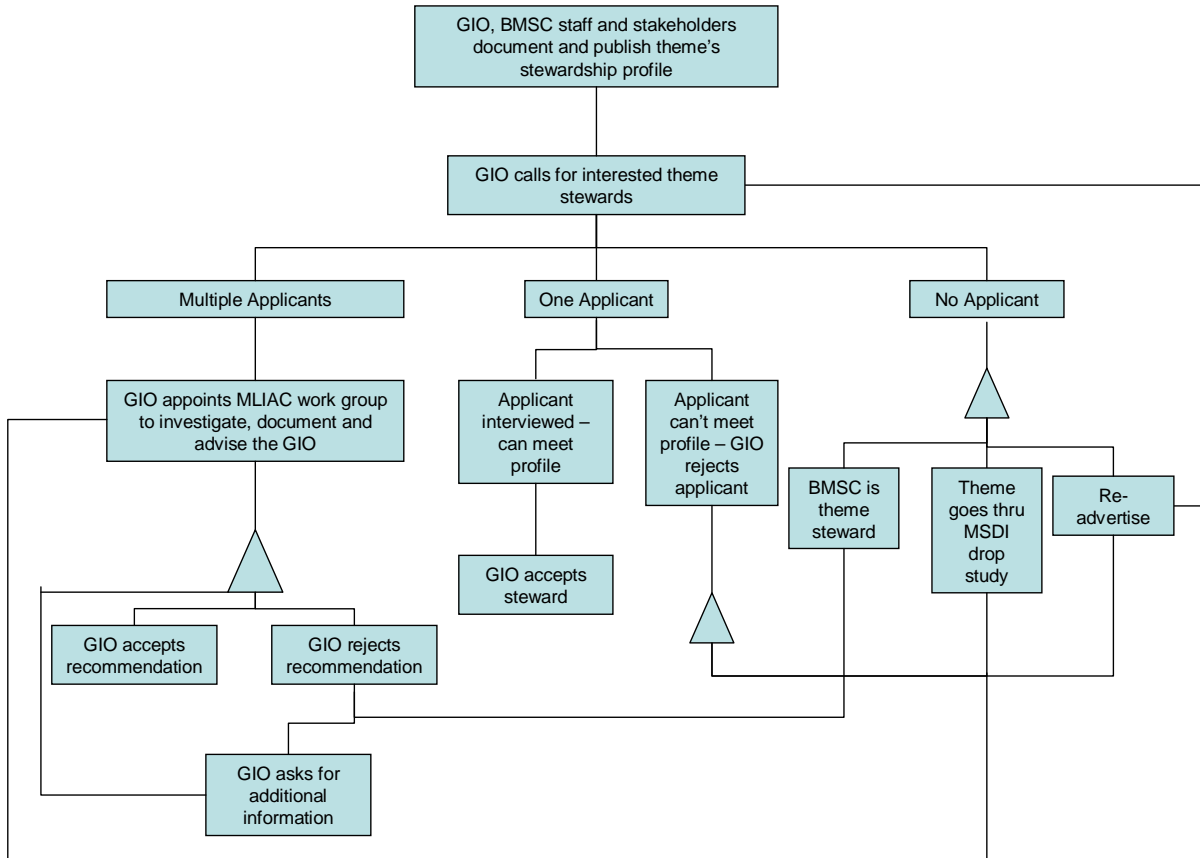 GIO, BMSC staff and stakeholders
document and publish theme's
stewardship profile
GIO calls for interested theme
stewards
Multiple Applicants
One Applicant
No Applicant
GIO appoints MLIAC work group
to investigate, document and
advise the GIO
Applicant
interviewed –
can meet
profile
Applicant
can't meet
profile – GIO
rejects
applicant
BMSC is
theme
steward
Theme
goes thru
MSDI
drop
study
Re-
advertise
GIO accepts
steward
GIO accepts
recommendation
GIO rejects
recommendation
GIO asks for
additional
information